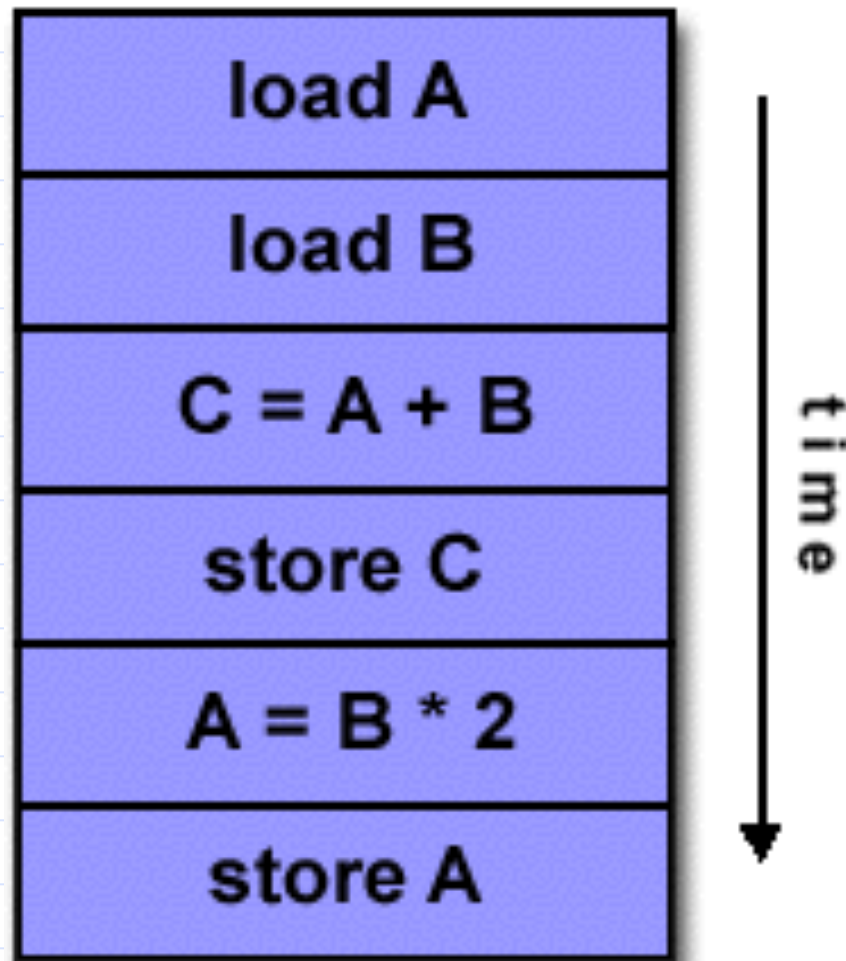 load A
load B
C = A + B
store C
A = B * 2
store A
time